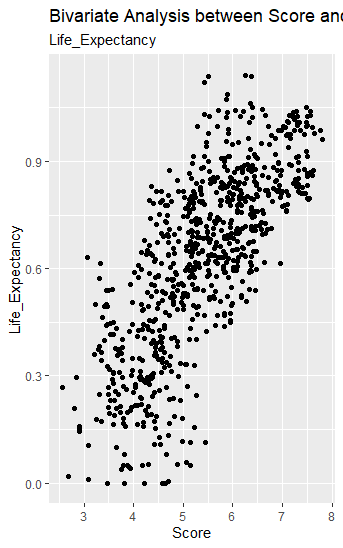 Bivariate Analysis between Score and
Life_Expectancy
Life_Expectancy
0.9
0.6
0.3
0.0
3 4 5 6 7 8
Score